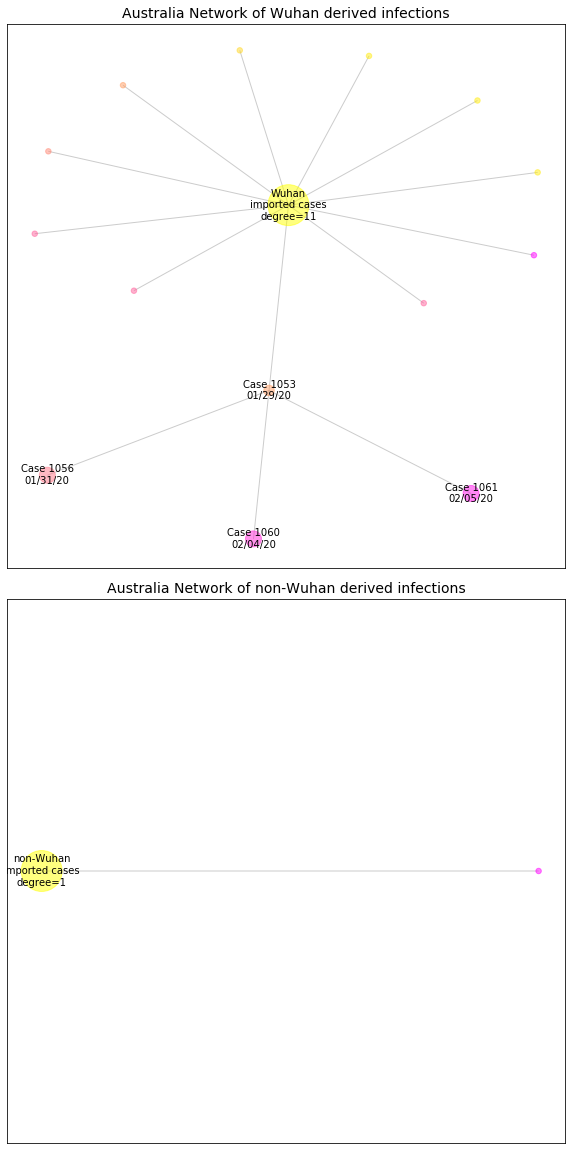 Australia Network of Wuhan derived infections
Wuhan
imported cases
degree=11
Case 1053
01/29/20
Case 1056
01/31/20
Case 1061
02/05/20
Case 1060
02/04/20
Australia Network of non-Wuhan derived infections
non-Wuhan
mported cases
degree=1